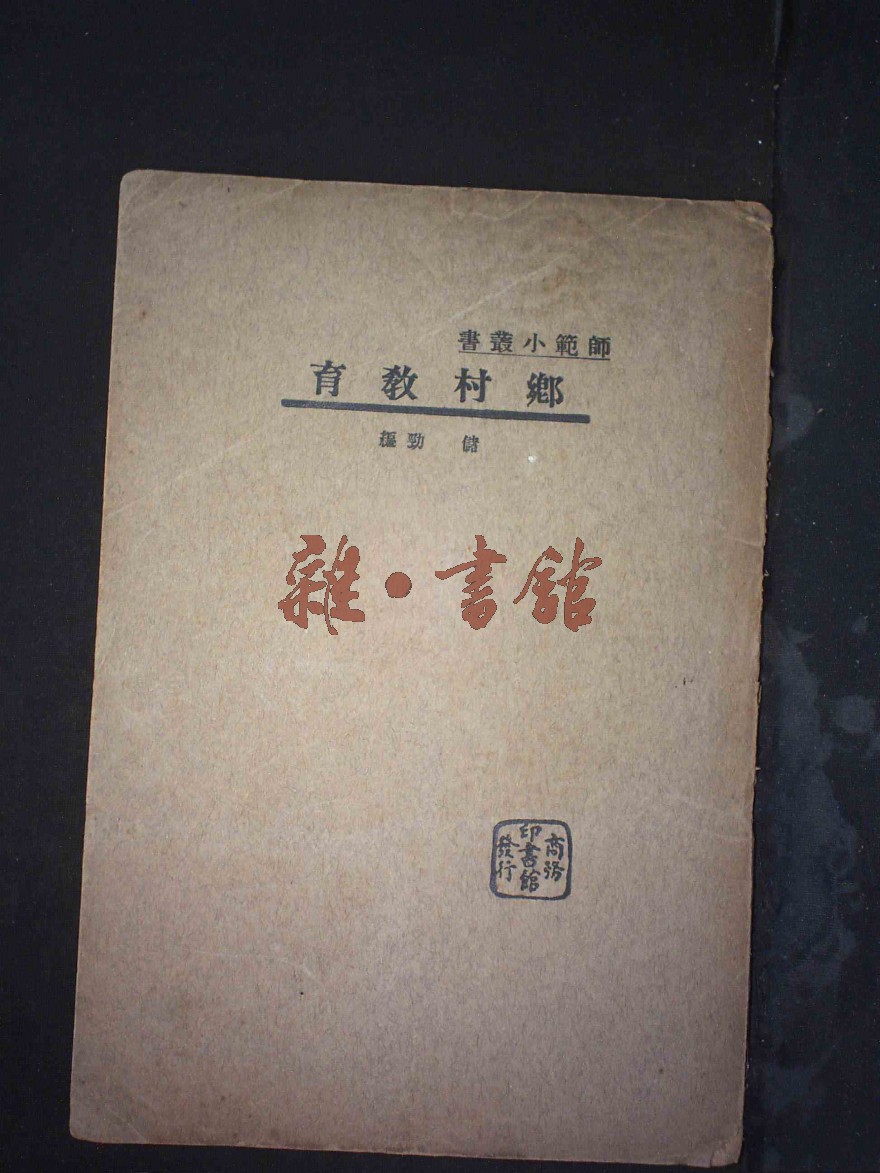 師範小叢書
鄉村教育
儲勁編
雜·書館
商務
印書館
發行